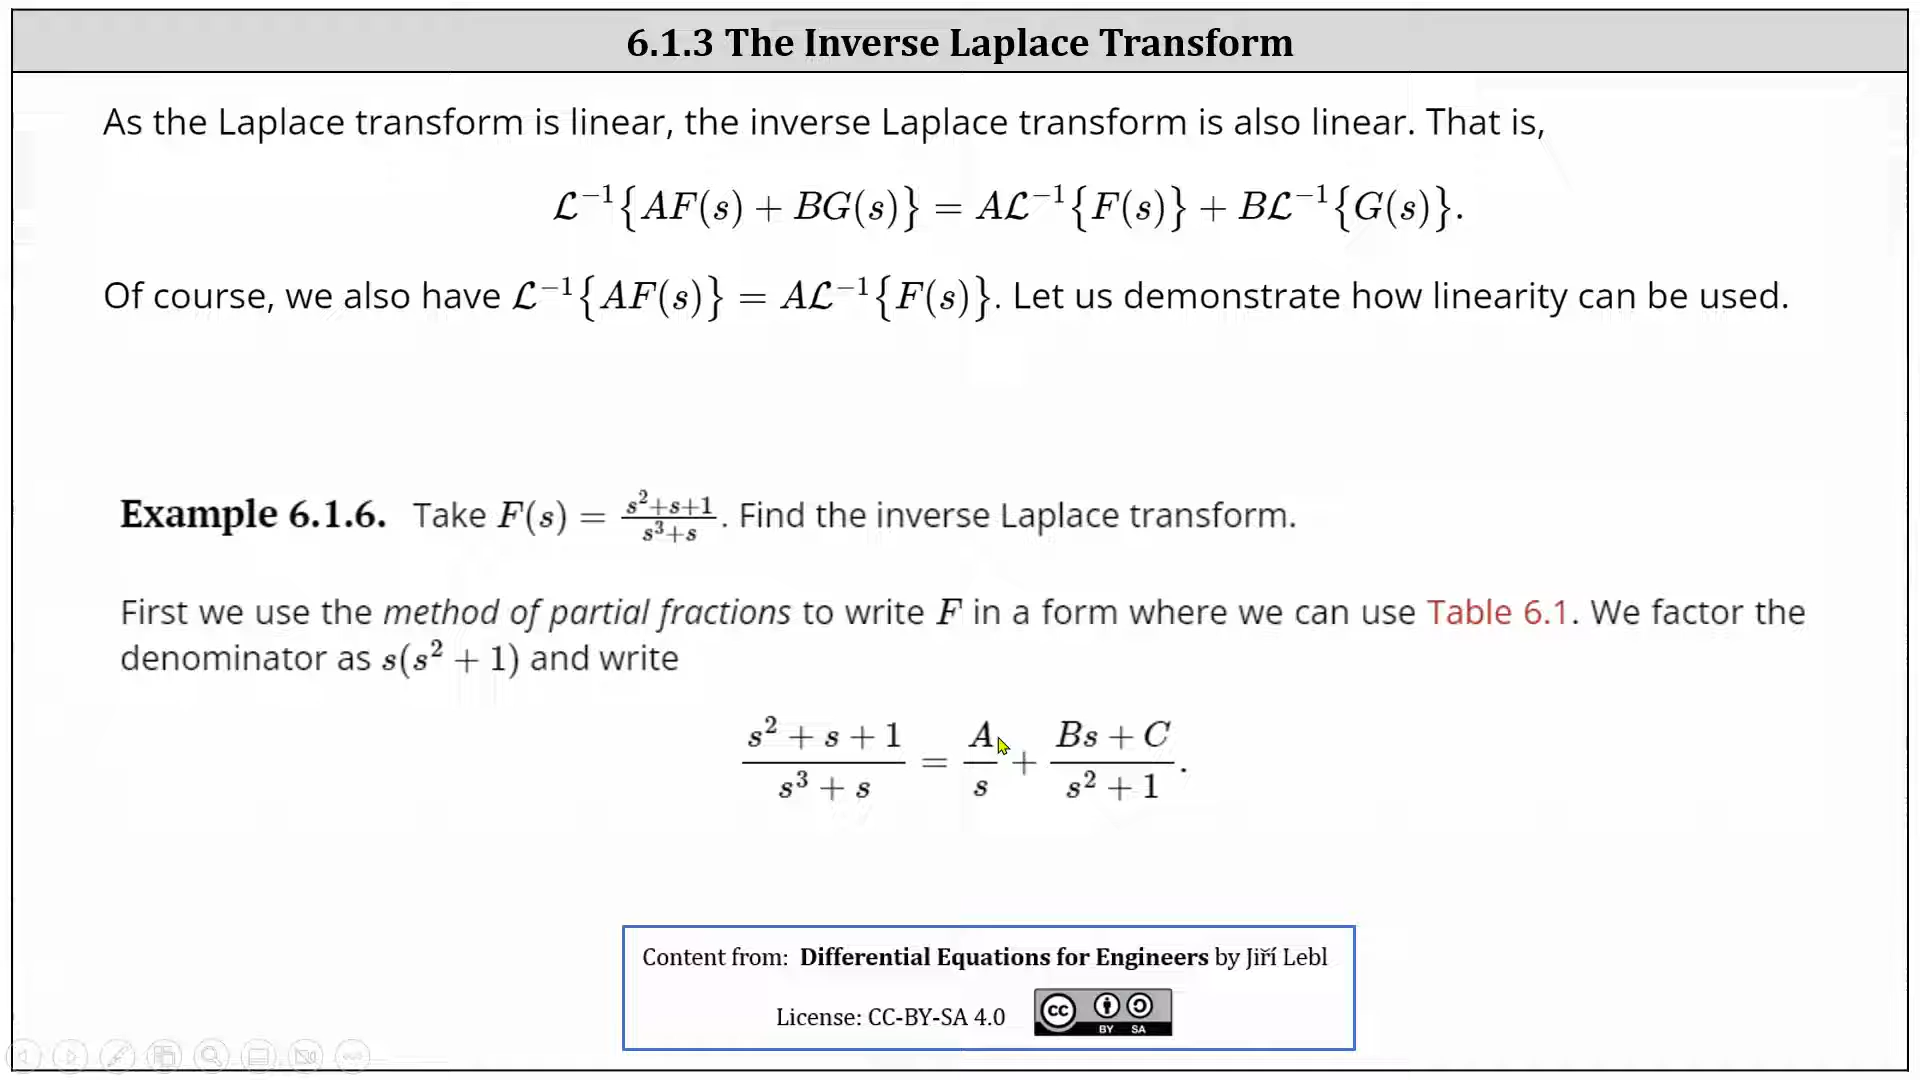 6.1.3 The Inverse Laplace Transform
As the Laplace transform is linear, the inverse Laplace transform is also linear. That is,
ℒ⁻¹{AF(s) + BG(s)} = Aℒ⁻¹{F(s)} + Bℒ⁻¹{G(s)}.
Of course, we also have ℒ⁻¹{AF(s)} = Aℒ⁻¹{F(s)}. Let us demonstrate how linearity can be used.
Example 6.1.6. Take F(s) = (s²+s+1)/(s³+s). Find the inverse Laplace transform.
First we use the method of partial fractions to write F in a form where we can use Table 6.1. We factor the
denominator as s(s² + 1) and write
(s² + s + 1)/(s³ + s) = A/s + (Bs + C)/(s² + 1).
Content from: Differential Equations for Engineers by Jiří Lebl
License: CC-BY-SA 4.0
cc BY SA